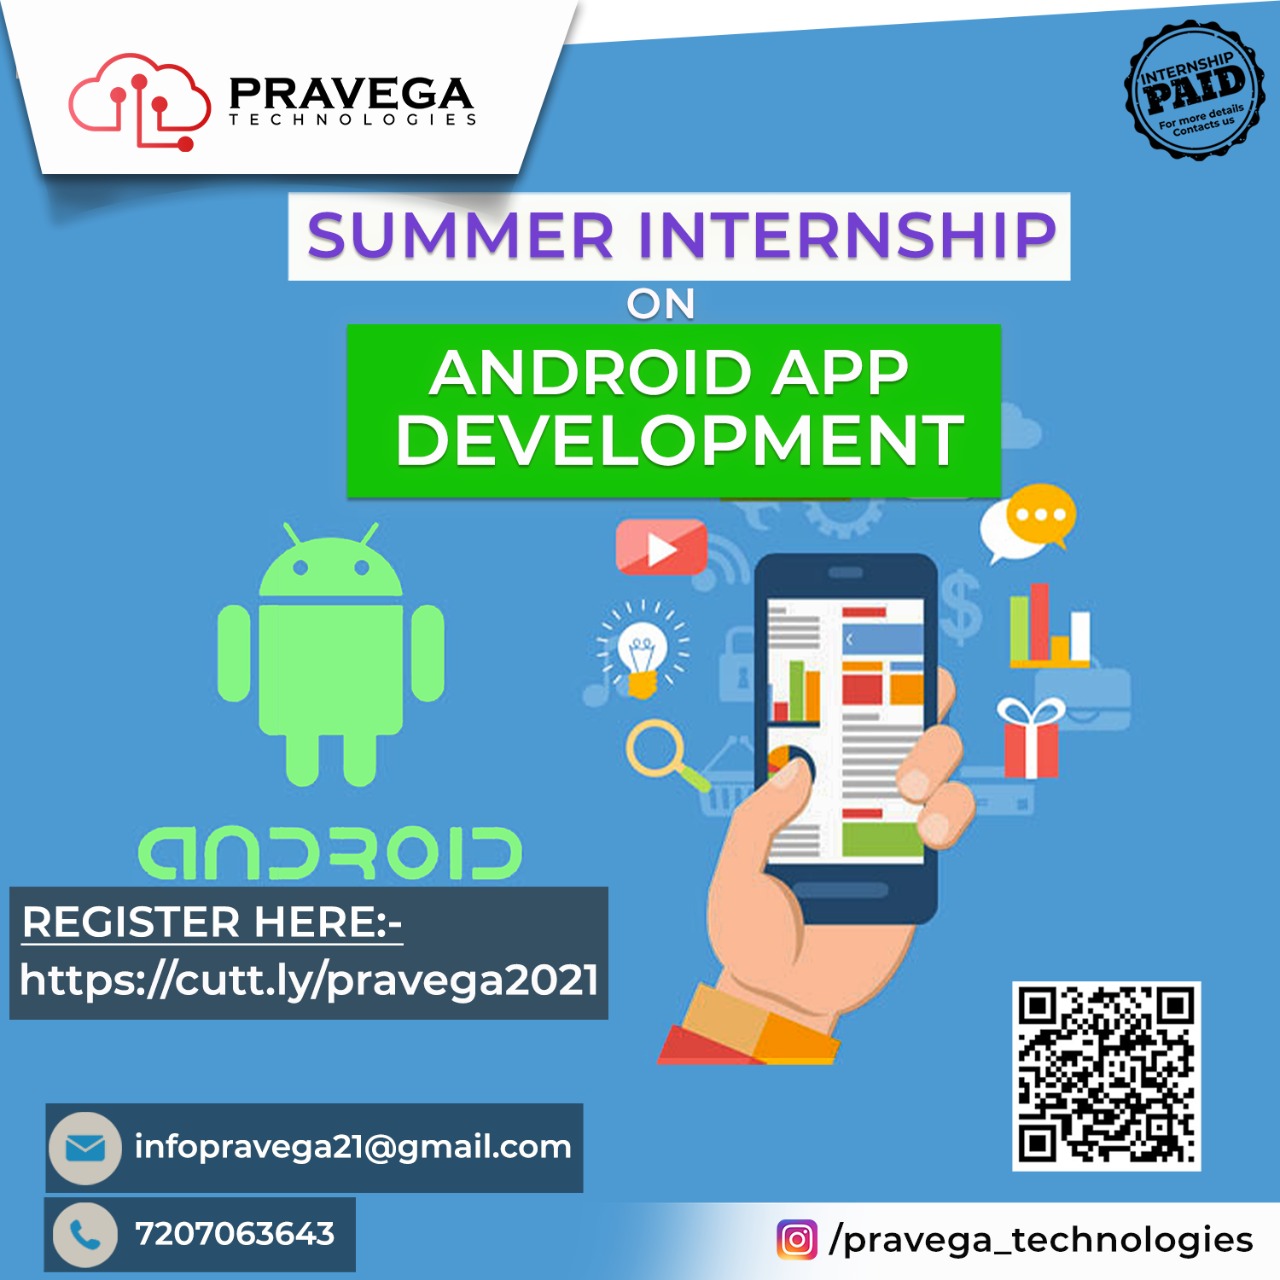 PRAVEGA
TECHNOLOGIES
INTERNSHIP
PAID
For more details
Contacts us
SUMMER INTERNSHIP
ON
ANDROID APP
DEVELOPMENT
ANDROID
REGISTER HERE:-
https://cutt.ly/pravega2021
infopravega21@gmail.com
7207063643
/pravega_technologies